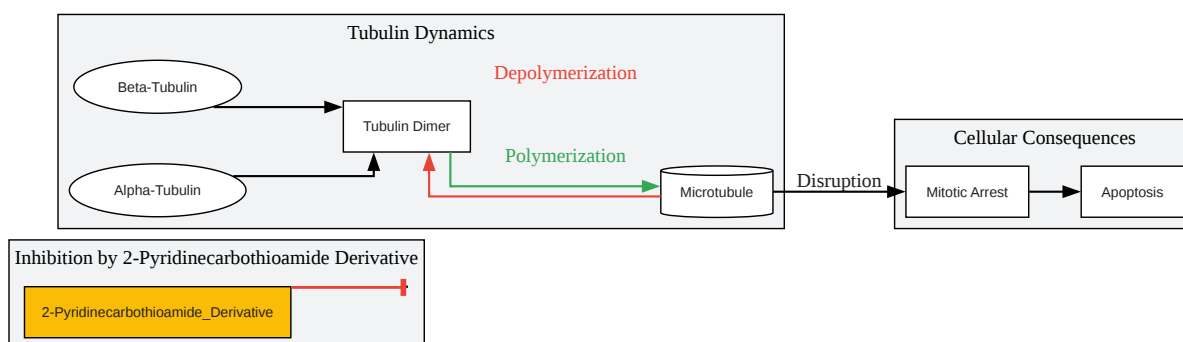 Tubulin Dynamics
Beta-Tubulin
Depolymerization
Tubulin Dimer
Polymerization
Alpha-Tubulin
Microtubule
Disruption
Cellular Consequences
Mitotic Arrest
Apoptosis
Inhibition by 2-Pyridinecarbothioamide Derivative
2-Pyridinecarbothioamide_Derivative